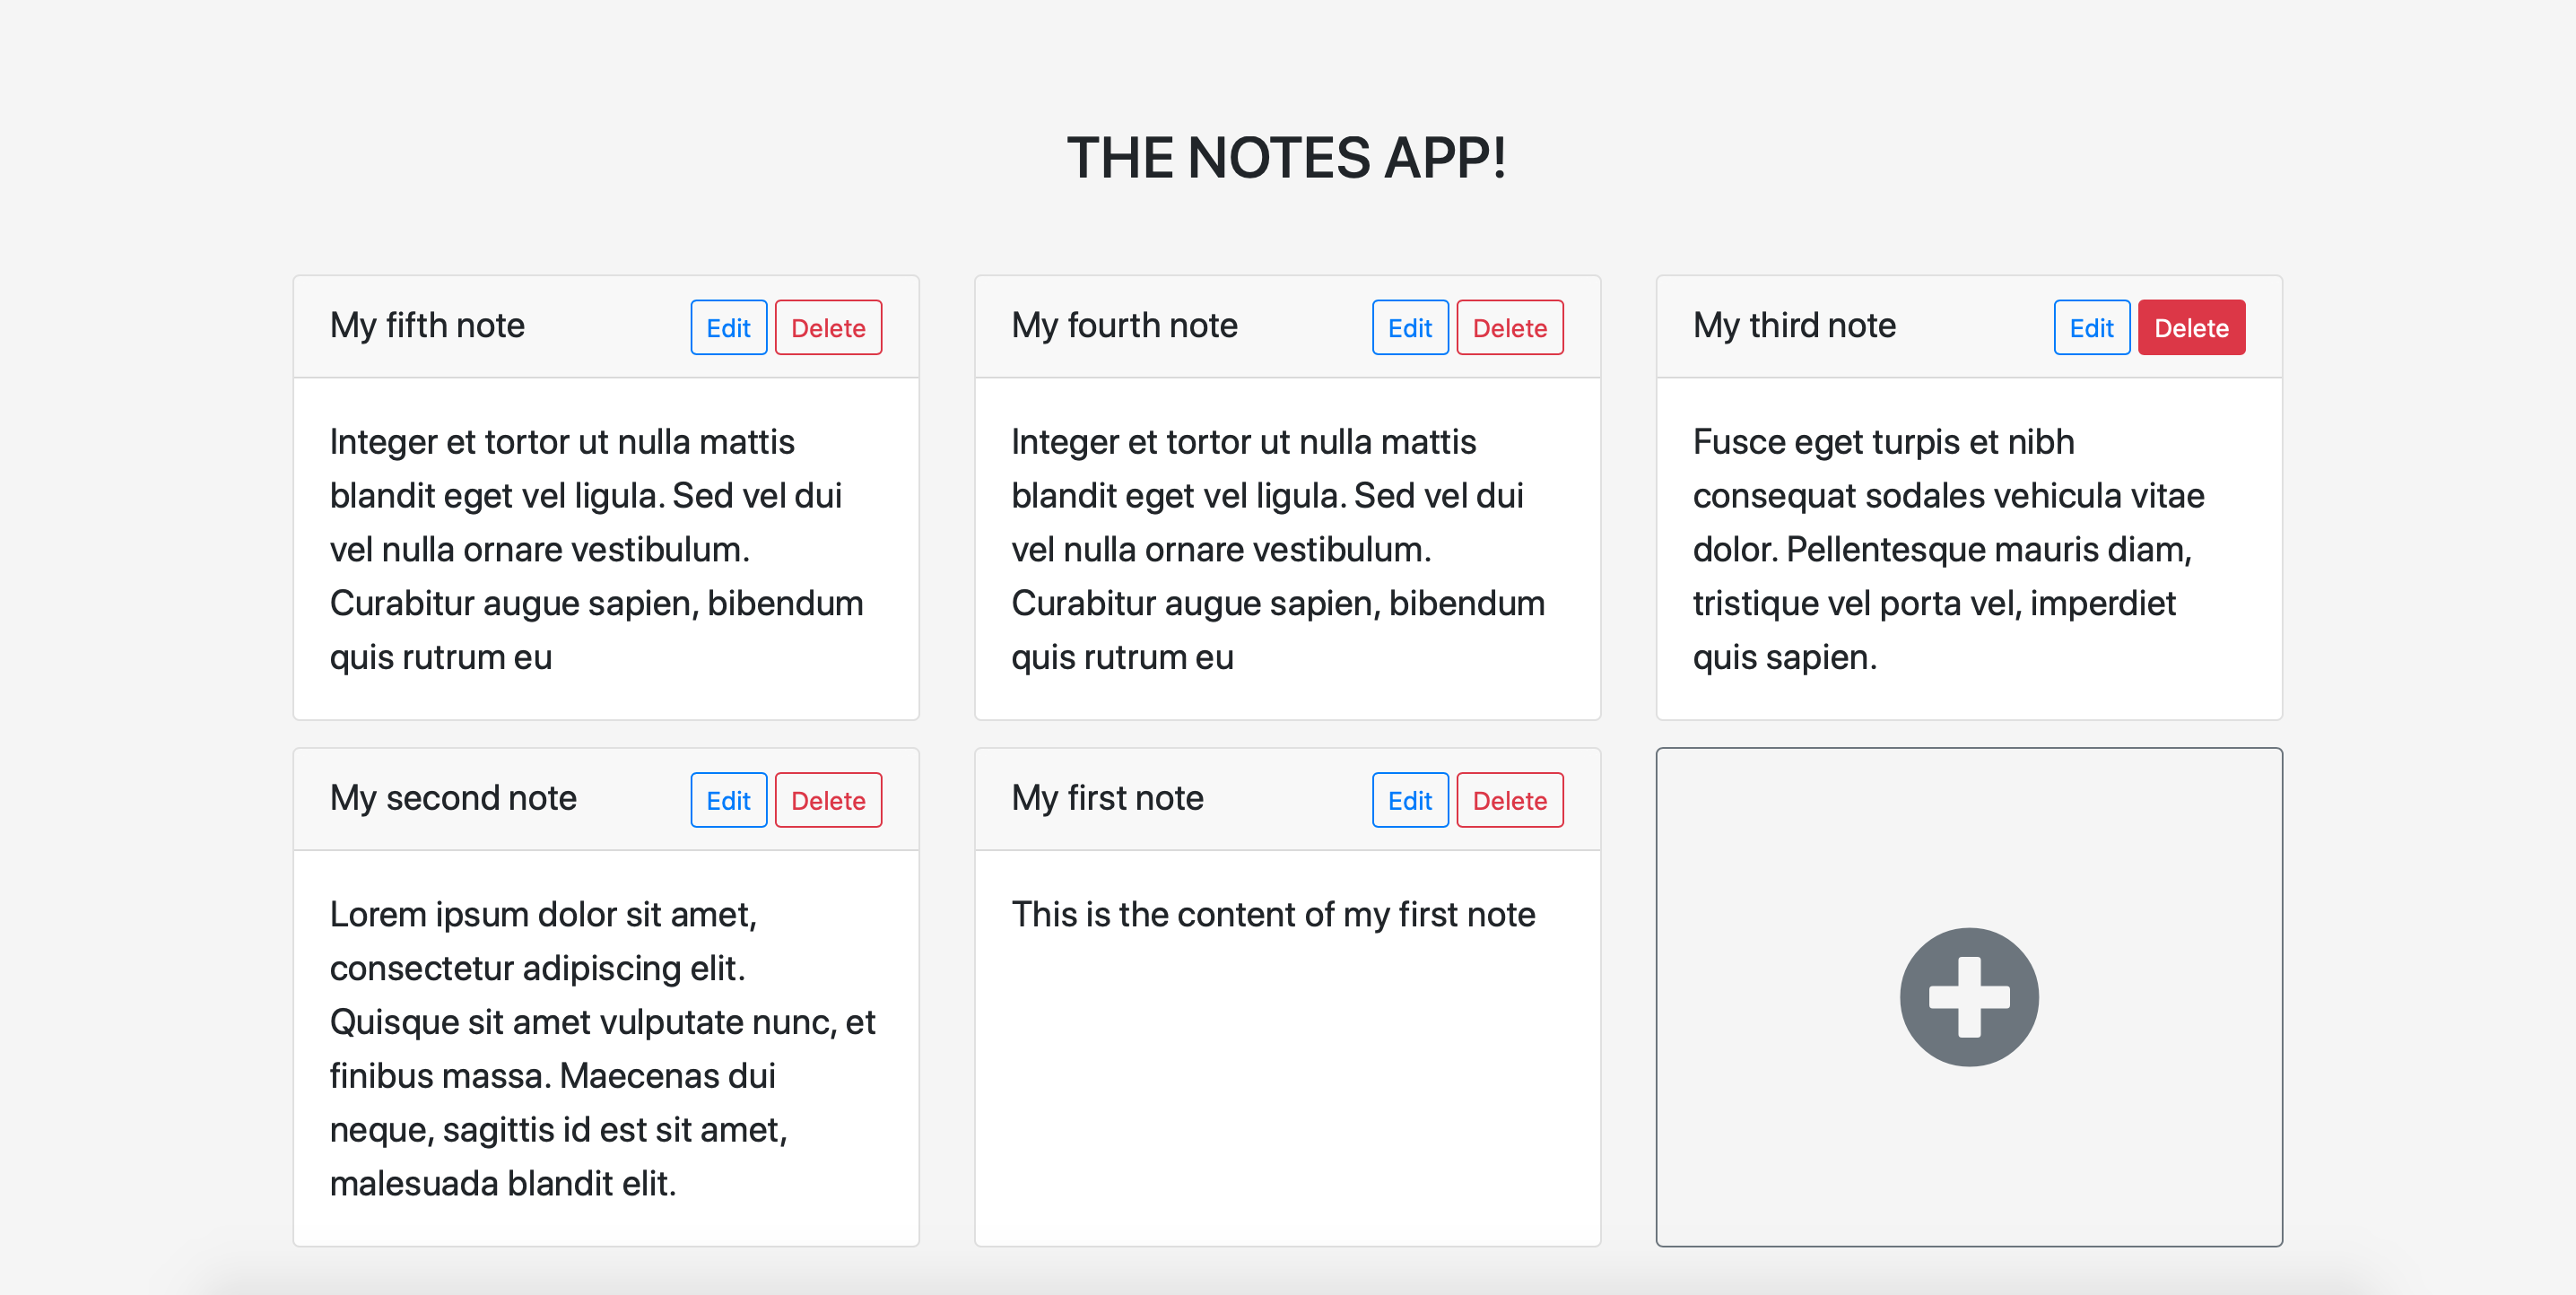 THE NOTES APP!
My fifth note
Edit
Delete
Integer et tortor ut nulla mattis
blandit eget vel ligula. Sed vel dui
vel nulla ornare vestibulum.
Curabitur augue sapien, bibendum
quis rutrum eu
My fourth note
Edit
Delete
Integer et tortor ut nulla mattis
blandit eget vel ligula. Sed vel dui
vel nulla ornare vestibulum.
Curabitur augue sapien, bibendum
quis rutrum eu
My third note
Edit
Delete
Fusce eget turpis et nibh
consequat sodales vehicula vitae
dolor. Pellentesque mauris diam,
tristique vel porta vel, imperdiet
quis sapien.
My second note
Edit
Delete
Lorem ipsum dolor sit amet,
consectetur adipiscing elit.
Quisque sit amet vulputate nunc, et
finibus massa. Maecenas dui
neque, sagittis id est sit amet,
malesuada blandit elit.
My first note
Edit
Delete
This is the content of my first note